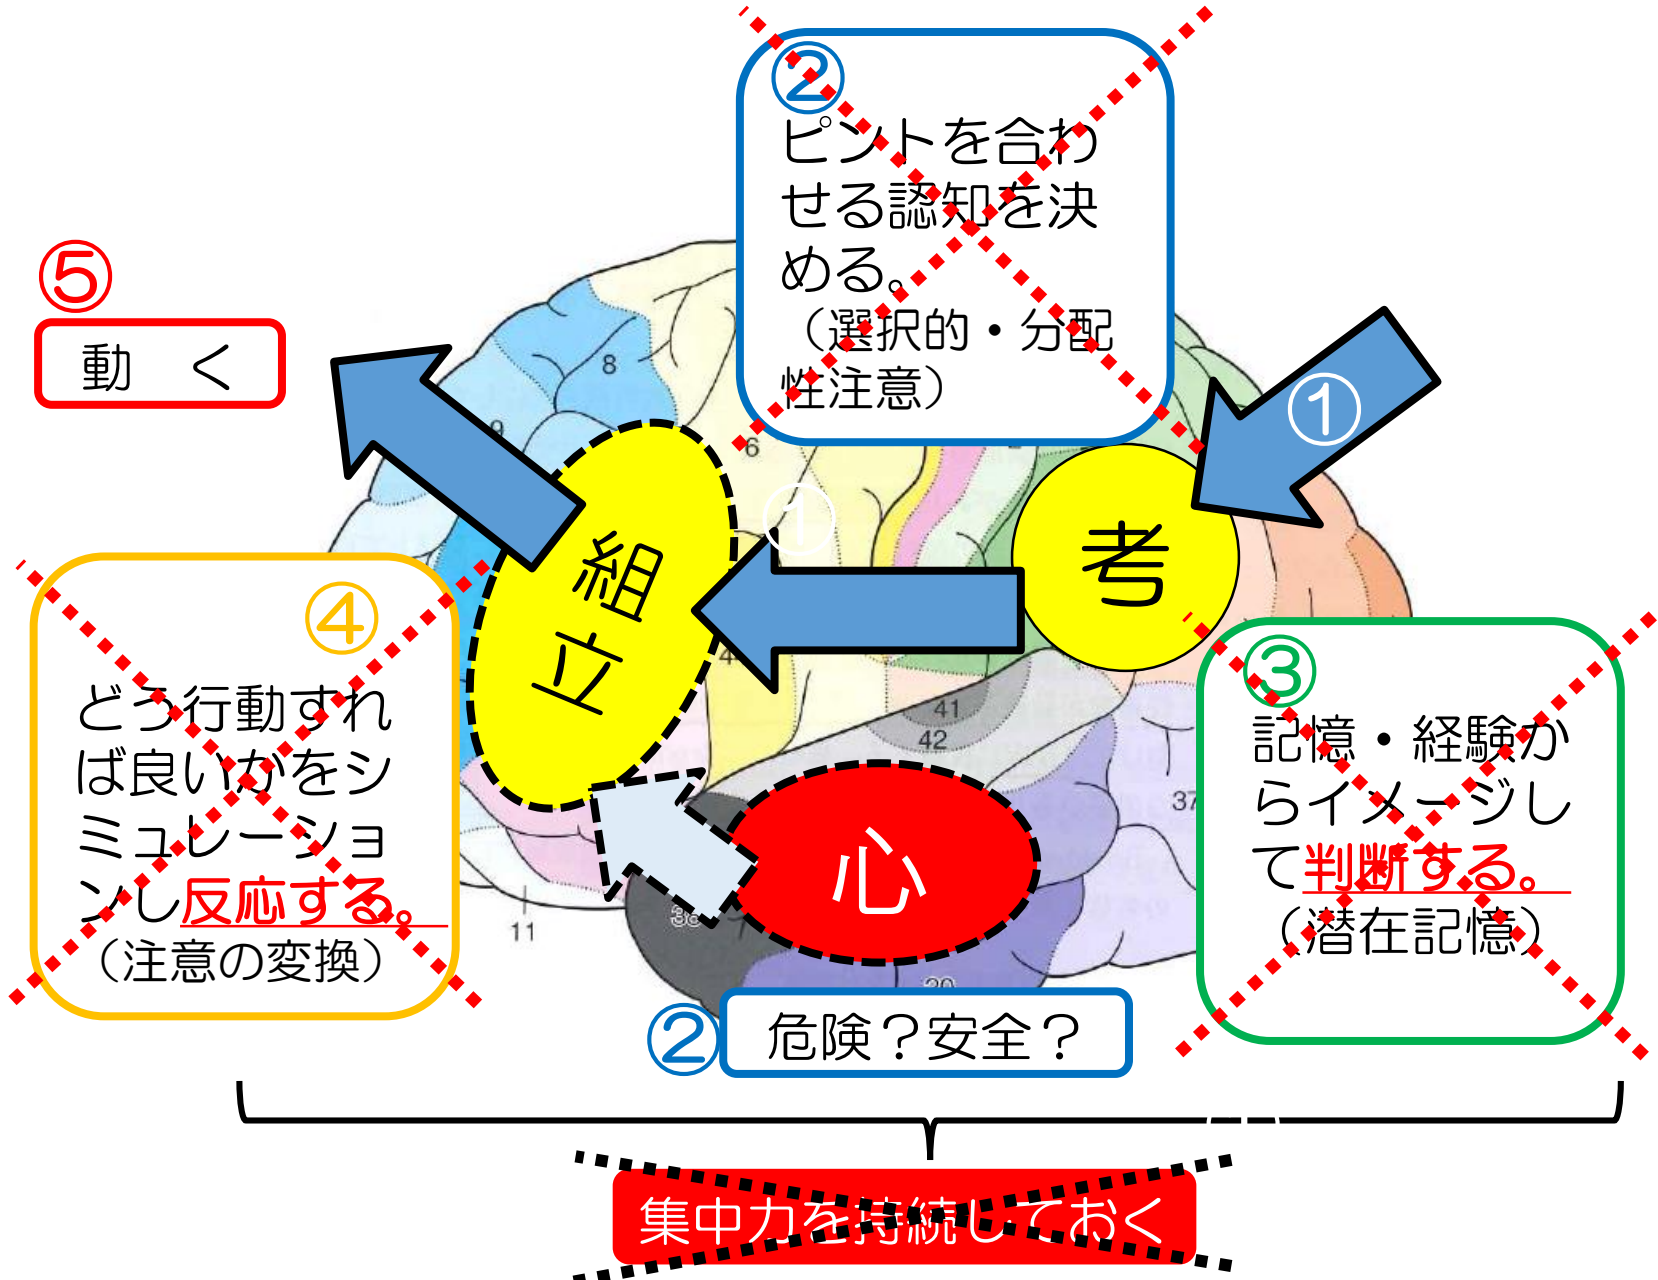 ②
ピントを合わ
せる認知を決
める。
（選択的・分配
性注意）
⑤
動　く
①
8
9
6
①
考
組
立
④
どう行動すれ
ば良いかをシ
ミュレーショ
ンし反応する。
（注意の変換）
4
41
42
③
記憶・経験か
らイメージし
て判断する。
（潜在記憶）
37
心
38
11
20
②
危険？安全？
集中力を持続しておく